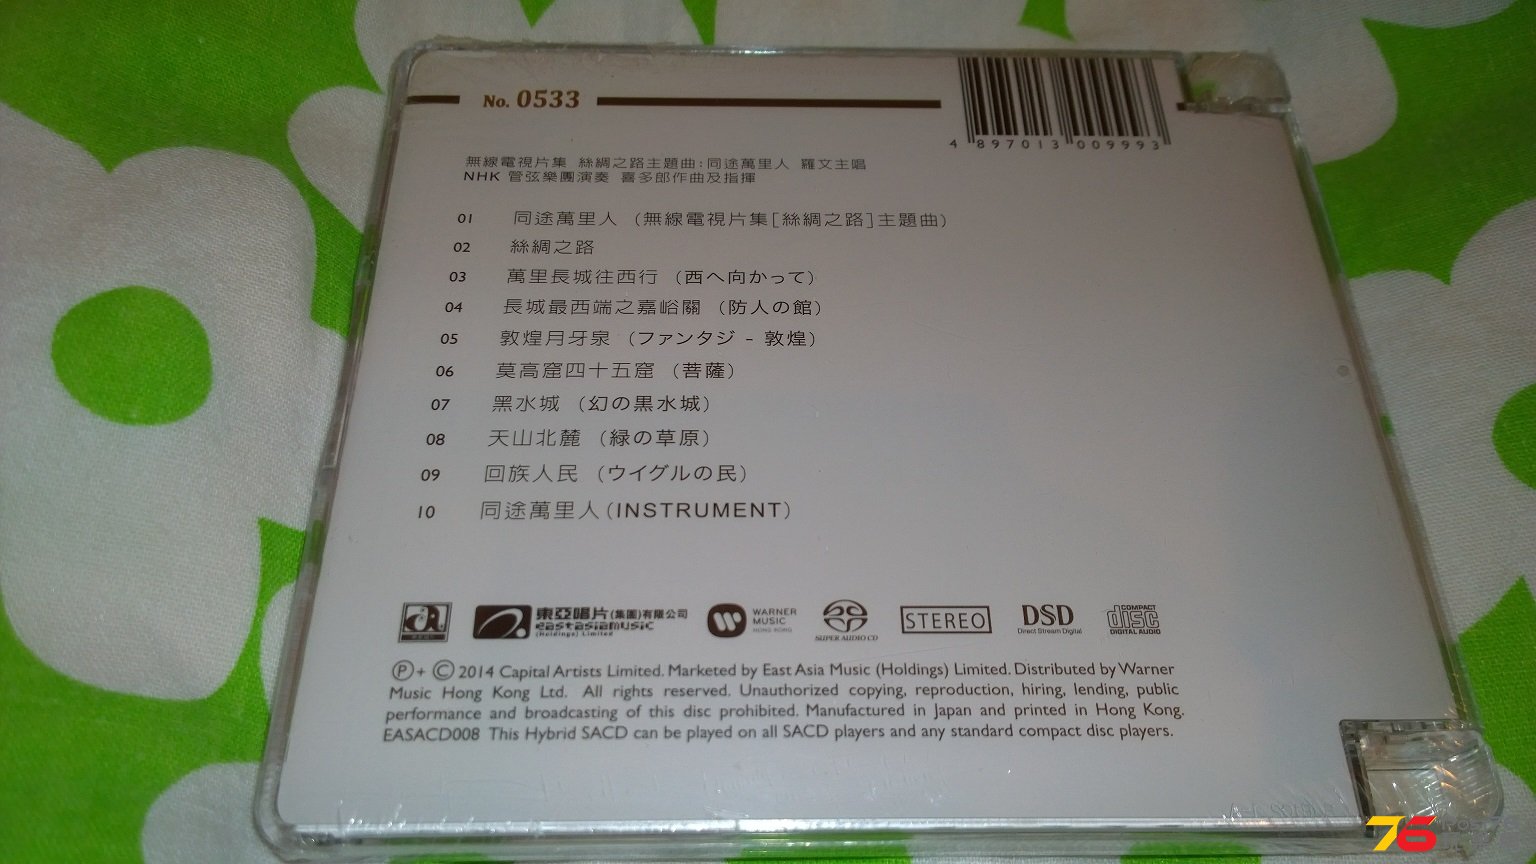 No. 0533
4 897013 009993
無線電視片集 絲綢之路主題曲:同途萬里人 羅文主唱
NHK 管弦樂團演奏 喜多郎作曲及指揮
01 同途萬里人 (無線電視片集[絲綢之路]主題曲)
02 絲綢之路
03 萬里長城往西行 (西へ向かって)
04 長城最西端之嘉峪關 (防人の館)
05 敦煌月牙泉 (ファンタジ - 敦煌)
06 莫高窟四十五窟 (菩薩)
07 黑水城 (幻の黒水城)
08 天山北麓 (緑の草原)
09 回族人民 (ウイグルの民)
10 同途萬里人(INSTRUMENT)
東亞唱片(集團)有限公司
eastasiamusic
(Holdings) Limited
WARNER MUSIC
HONG KONG
SUPER AUDIO CD
STEREO
DSD
Direct Stream Digital
COMPACT
disc
DIGITAL AUDIO
Ⓟ+ © 2014 Capital Artists Limited. Marketed by East Asia Music (Holdings) Limited. Distributed by Warner
Music Hong Kong Ltd. All rights reserved. Unauthorized copying, reproduction, hiring, lending, public
performance and broadcasting of this disc prohibited. Manufactured in Japan and printed in Hong Kong.
EASACD008 This Hybrid SACD can be played on all SACD players and any standard compact disc players.
76